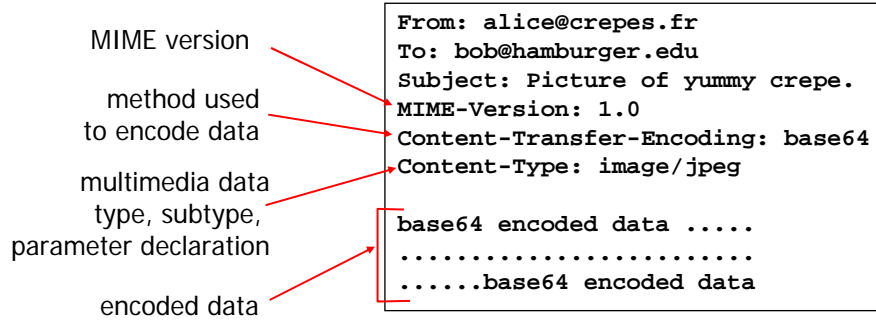 MIME version
method used
to encode data
multimedia data
type, subtype,
parameter declaration
encoded data
From: alice@crepes.fr
To: bob@hamburger.edu
Subject: Picture of yummy crepe.
MIME-Version: 1.0
Content-Transfer-Encoding: base64
Content-Type: image/jpeg
base64 encoded data .....
.........................
......base64 encoded data